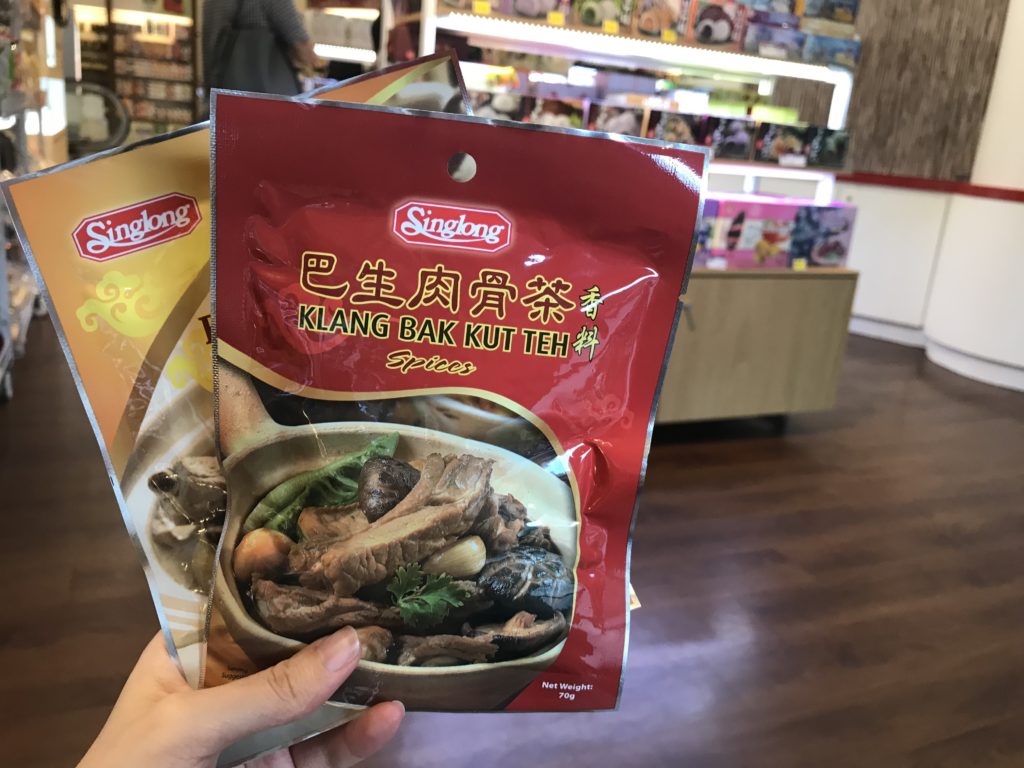 Singlong
Singlong
巴生肉骨茶
香料
KLANG BAK KUT TEH
Spices
Net Weight:
70g